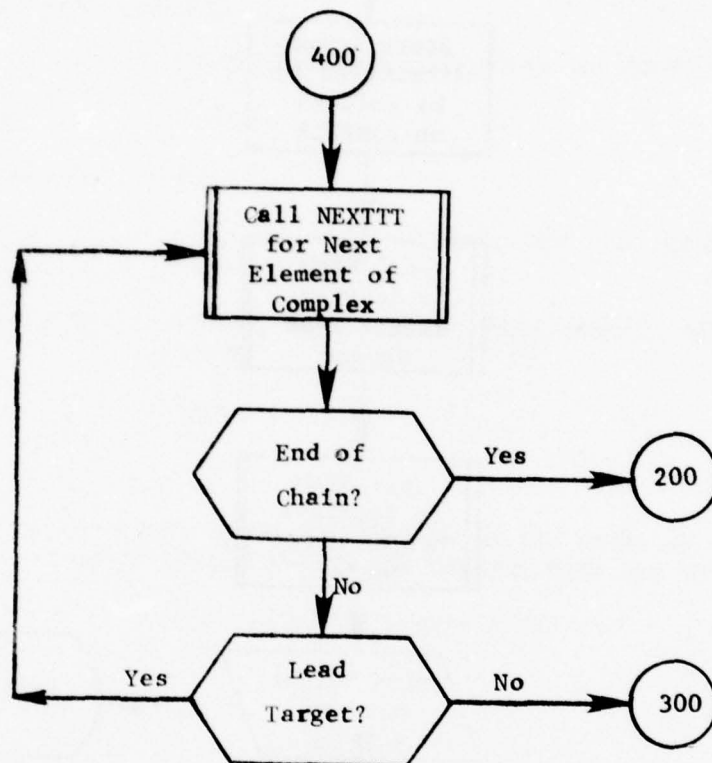 400
Call NEXTTT
for Next
Element of
Complex
End of
Chain?
Yes
200
No
Lead
Target?
Yes
No
300